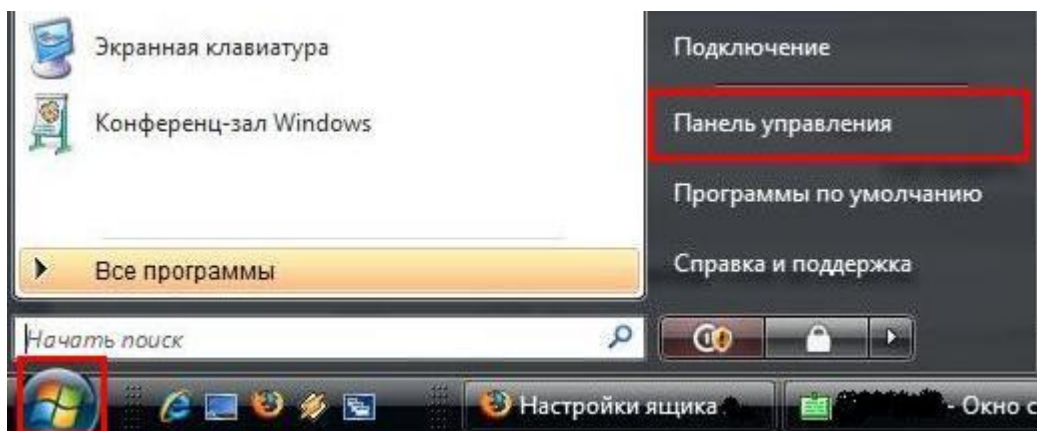 Экранная клавиатура
Конференц-зал Windows
Все программы
Начать поиск
Подключение
Панель управления
Программы по умолчанию
Справка и поддержка
Настройки ящика
- Окно с